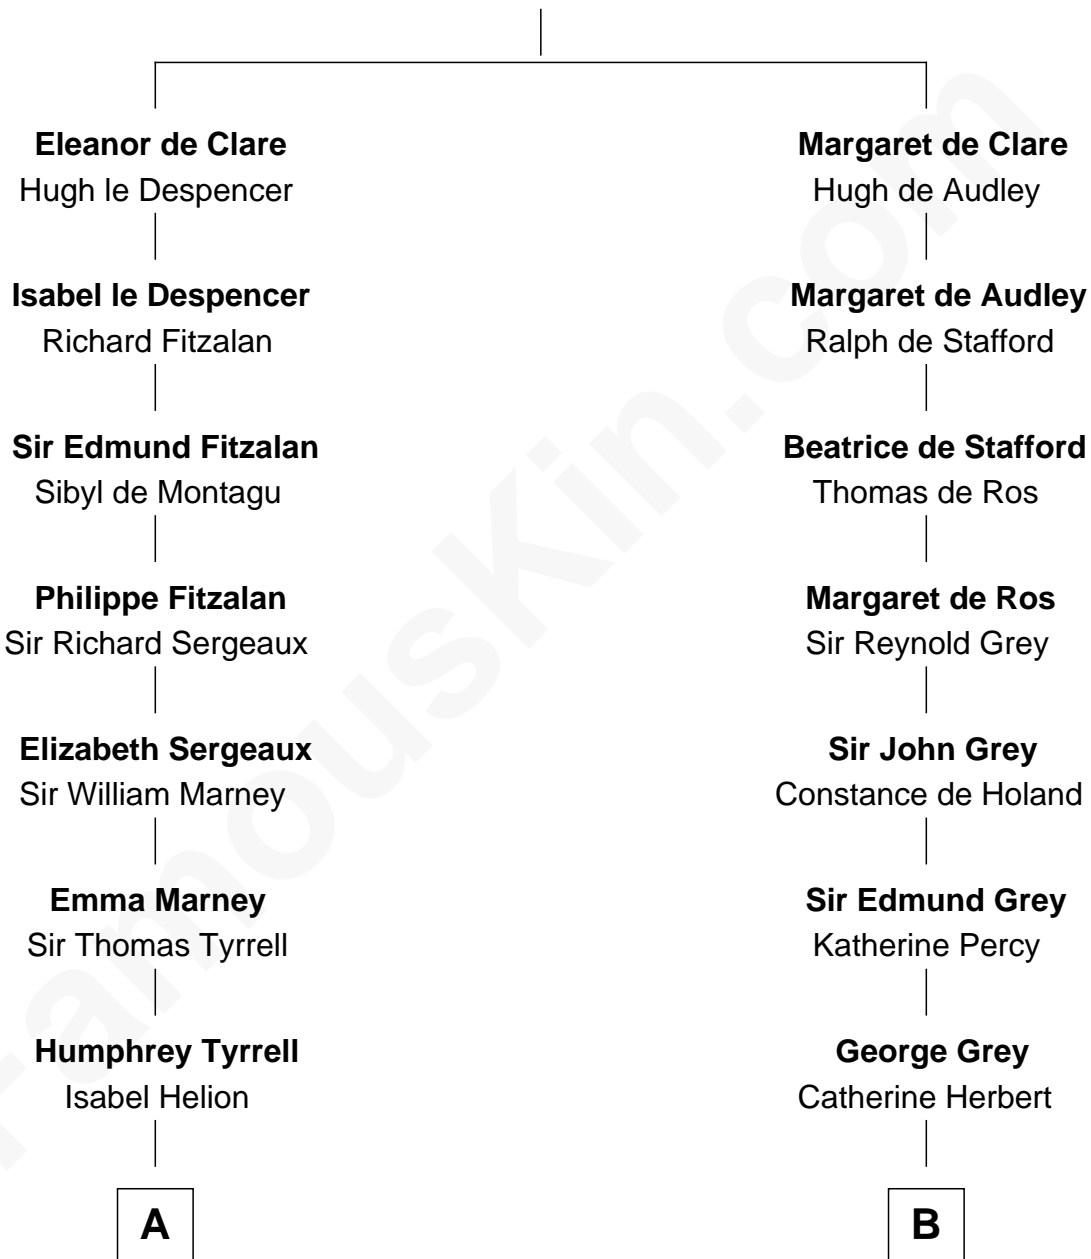 Eleanor de Clare
Hugh le Despencer
Margaret de Clare
Hugh de Audley
Isabel le Despencer
Richard Fitzalan
Margaret de Audley
Ralph de Stafford
Sir Edmund Fitzalan
Sibyl de Montagu
Beatrice de Stafford
Thomas de Ros
Philippe Fitzalan
Sir Richard Sergeaux
Margaret de Ros
Sir Reynold Grey
Elizabeth Sergeaux
Sir William Marney
Sir John Grey
Constance de Holand
Emma Marney
Sir Thomas Tyrrell
Sir Edmund Grey
Katherine Percy
Humphrey Tyrrell
Isabel Helion
George Grey
Catherine Herbert
A
B
FamousKin.com